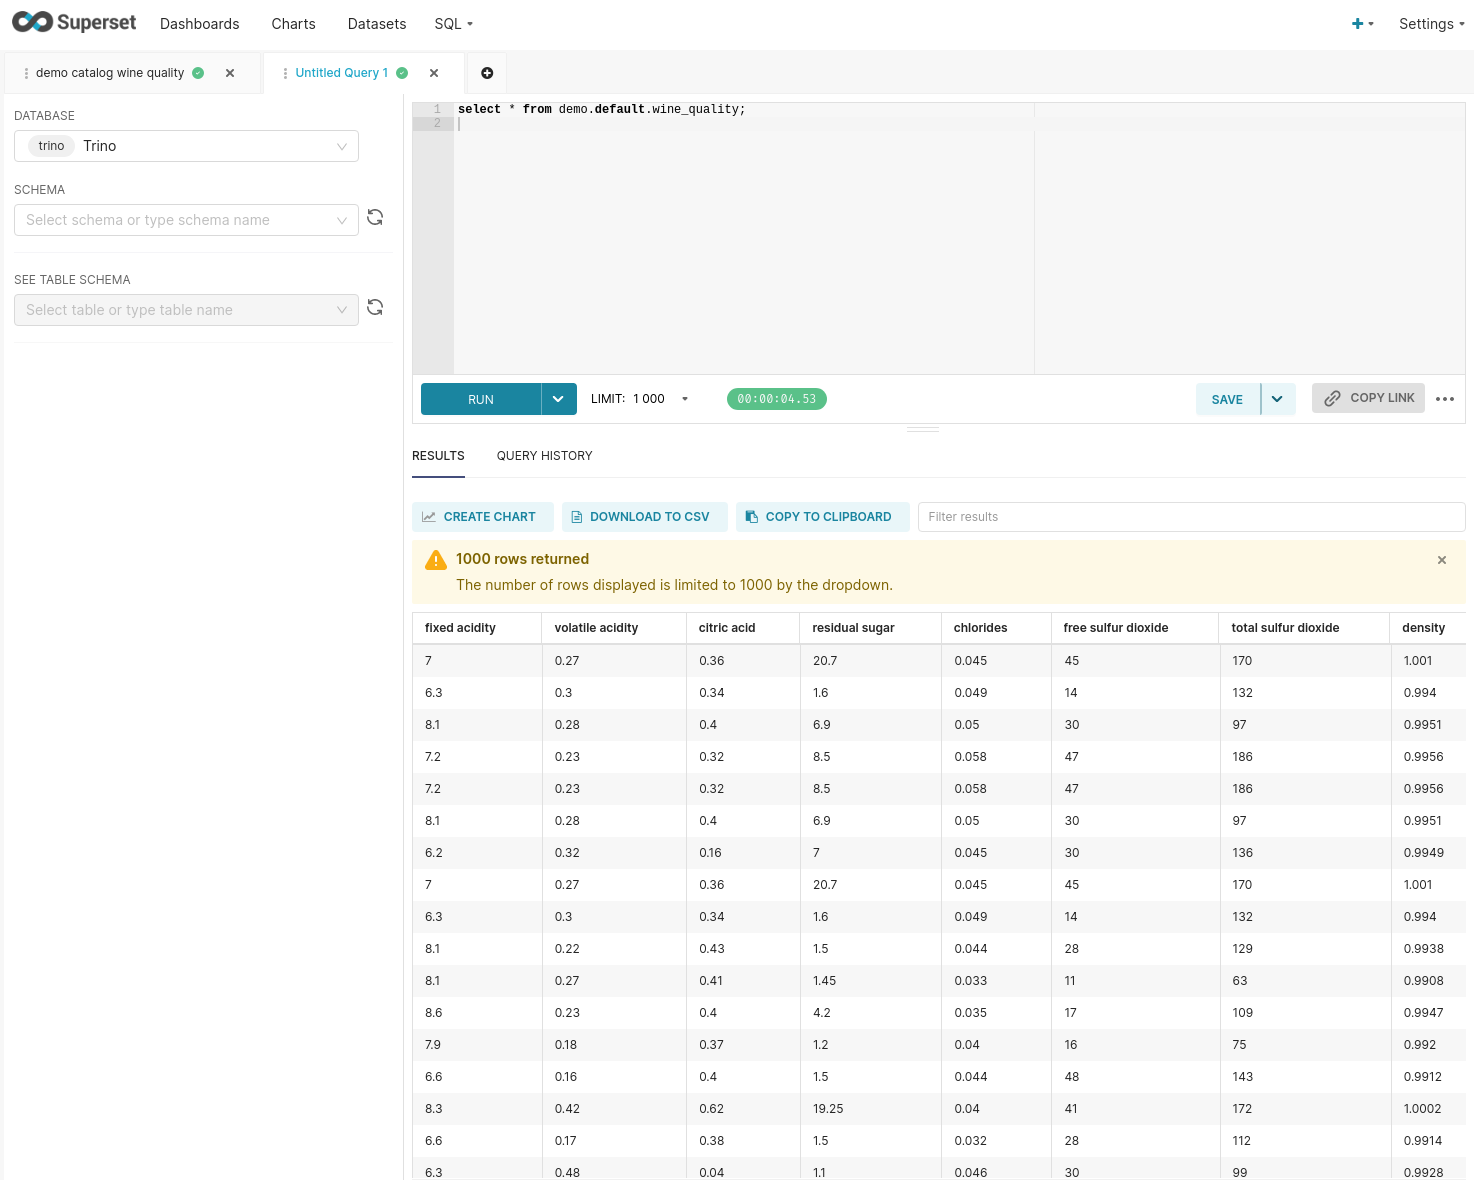 Superset Dashboards Charts Datasets SQL Settings
demo catalog wine quality Untitled Query 1
DATABASE
trino Trino
SCHEMA
Select schema or type schema name
SEE TABLE SCHEMA
Select table or type table name
1 select * from demo.default.wine_quality;
2
RUN LIMIT: 1 000 00:00:04.53 SAVE COPY LINK
RESULTS QUERY HISTORY
CREATE CHART DOWNLOAD TO CSV COPY TO CLIPBOARD Filter results
1000 rows returned
The number of rows displayed is limited to 1000 by the dropdown.
fixed acidity volatile acidity citric acid residual sugar chlorides free sulfur dioxide total sulfur dioxide density
7 0.27 0.36 20.7 0.045 45 170 1.001
6.3 0.3 0.34 1.6 0.049 14 132 0.994
8.1 0.28 0.4 6.9 0.05 30 97 0.9951
7.2 0.23 0.32 8.5 0.058 47 186 0.9956
7.2 0.23 0.32 8.5 0.058 47 186 0.9956
8.1 0.28 0.4 6.9 0.05 30 97 0.9951
6.2 0.32 0.16 7 0.045 30 136 0.9949
7 0.27 0.36 20.7 0.045 45 170 1.001
6.3 0.3 0.34 1.6 0.049 14 132 0.994
8.1 0.22 0.43 1.5 0.044 28 129 0.9938
8.1 0.27 0.41 1.45 0.033 11 63 0.9908
8.6 0.23 0.4 4.2 0.035 17 109 0.9947
7.9 0.18 0.37 1.2 0.04 16 75 0.992
6.6 0.16 0.4 1.5 0.044 48 143 0.9912
8.3 0.42 0.62 19.25 0.04 41 172 1.0002
6.6 0.17 0.38 1.5 0.032 28 112 0.9914
6.3 0.48 0.04 1.1 0.046 30 99 0.9928